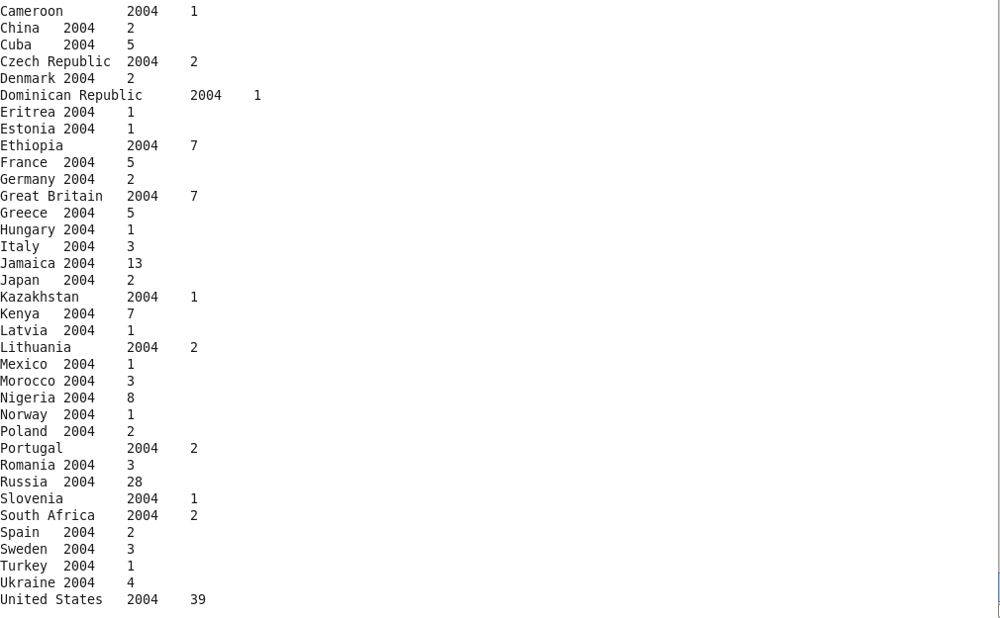 Cameroon 2004 1
China 2004 2
Cuba 2004 5
Czech Republic 2004 2
Denmark 2004 2
Dominican Republic 2004 1
Eritrea 2004 1
Estonia 2004 1
Ethiopia 2004 7
France 2004 5
Germany 2004 2
Great Britain 2004 7
Greece 2004 5
Hungary 2004 1
Italy 2004 3
Jamaica 2004 13
Japan 2004 2
Kazakhstan 2004 1
Kenya 2004 7
Latvia 2004 1
Lithuania 2004 2
Mexico 2004 1
Morocco 2004 3
Nigeria 2004 8
Norway 2004 1
Poland 2004 2
Portugal 2004 2
Romania 2004 3
Russia 2004 28
Slovenia 2004 1
South Africa 2004 2
Spain 2004 2
Sweden 2004 3
Turkey 2004 1
Ukraine 2004 4
United States 2004 39